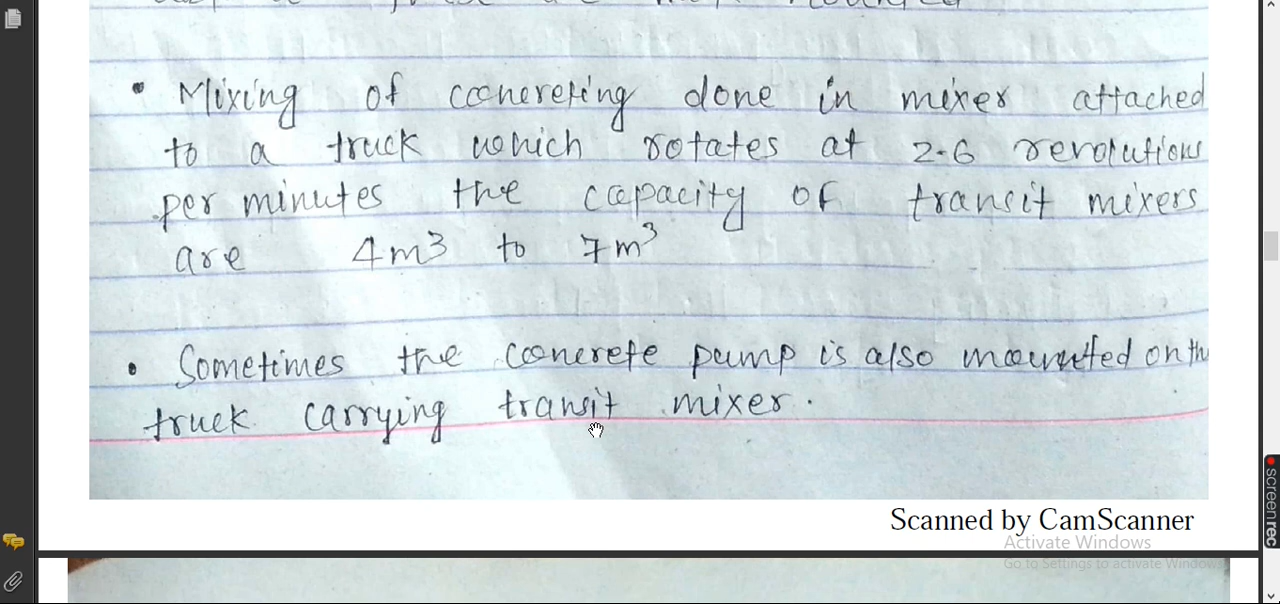 • Mixing of concreting done in mixer attached
to a truck which rotates at 2-6 revolutions
per minutes the capacity of transit mixers
are 4m3 to 7m³
• Sometimes the concrete pump is also mounted on th
truck carrying transit mixer.
Scanned by CamScanner
Activate Windows
Go to Settings to activate Windows
screenrec